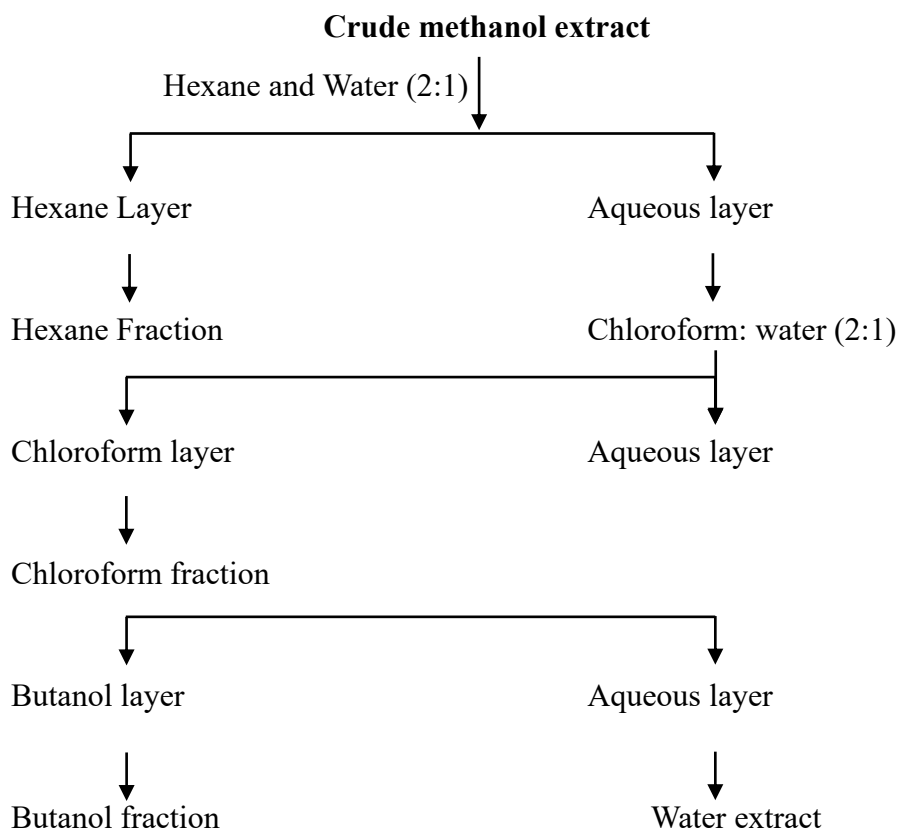 Crude methanol extract
Hexane and Water (2:1)
Hexane Layer
Aqueous layer
Hexane Fraction
Chloroform: water (2:1)
Chloroform layer
Aqueous layer
Chloroform fraction
Butanol layer
Aqueous layer
Butanol fraction
Water extract